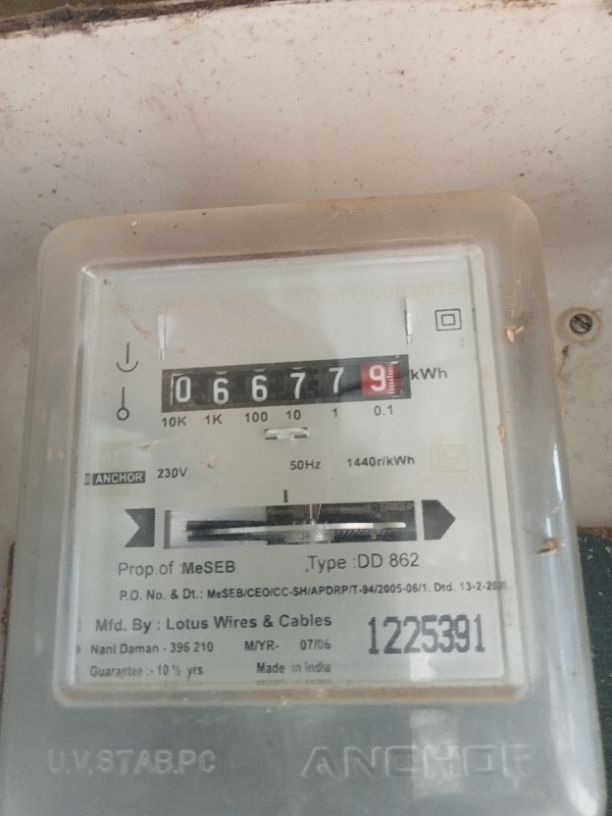 0 6 6 7 7 9 kWh
10K 1K 100 10 1 0.1
ANCHOR 230V 50Hz 1440r/kWh
Prop.of :MeSEB Type :DD 862
P.O. No. & Dt.: MeSEB/CEO/CC-SH/APDRP/T-94/2005-06/1. Dtd. 13-2-
Mfd. By : Lotus Wires & Cables
Nani Daman - 396 210 M/YR- 07/06 1225391
Guarantee :- 10 ½ yrs Made in India
U.V.STAB.PC ANCHOR